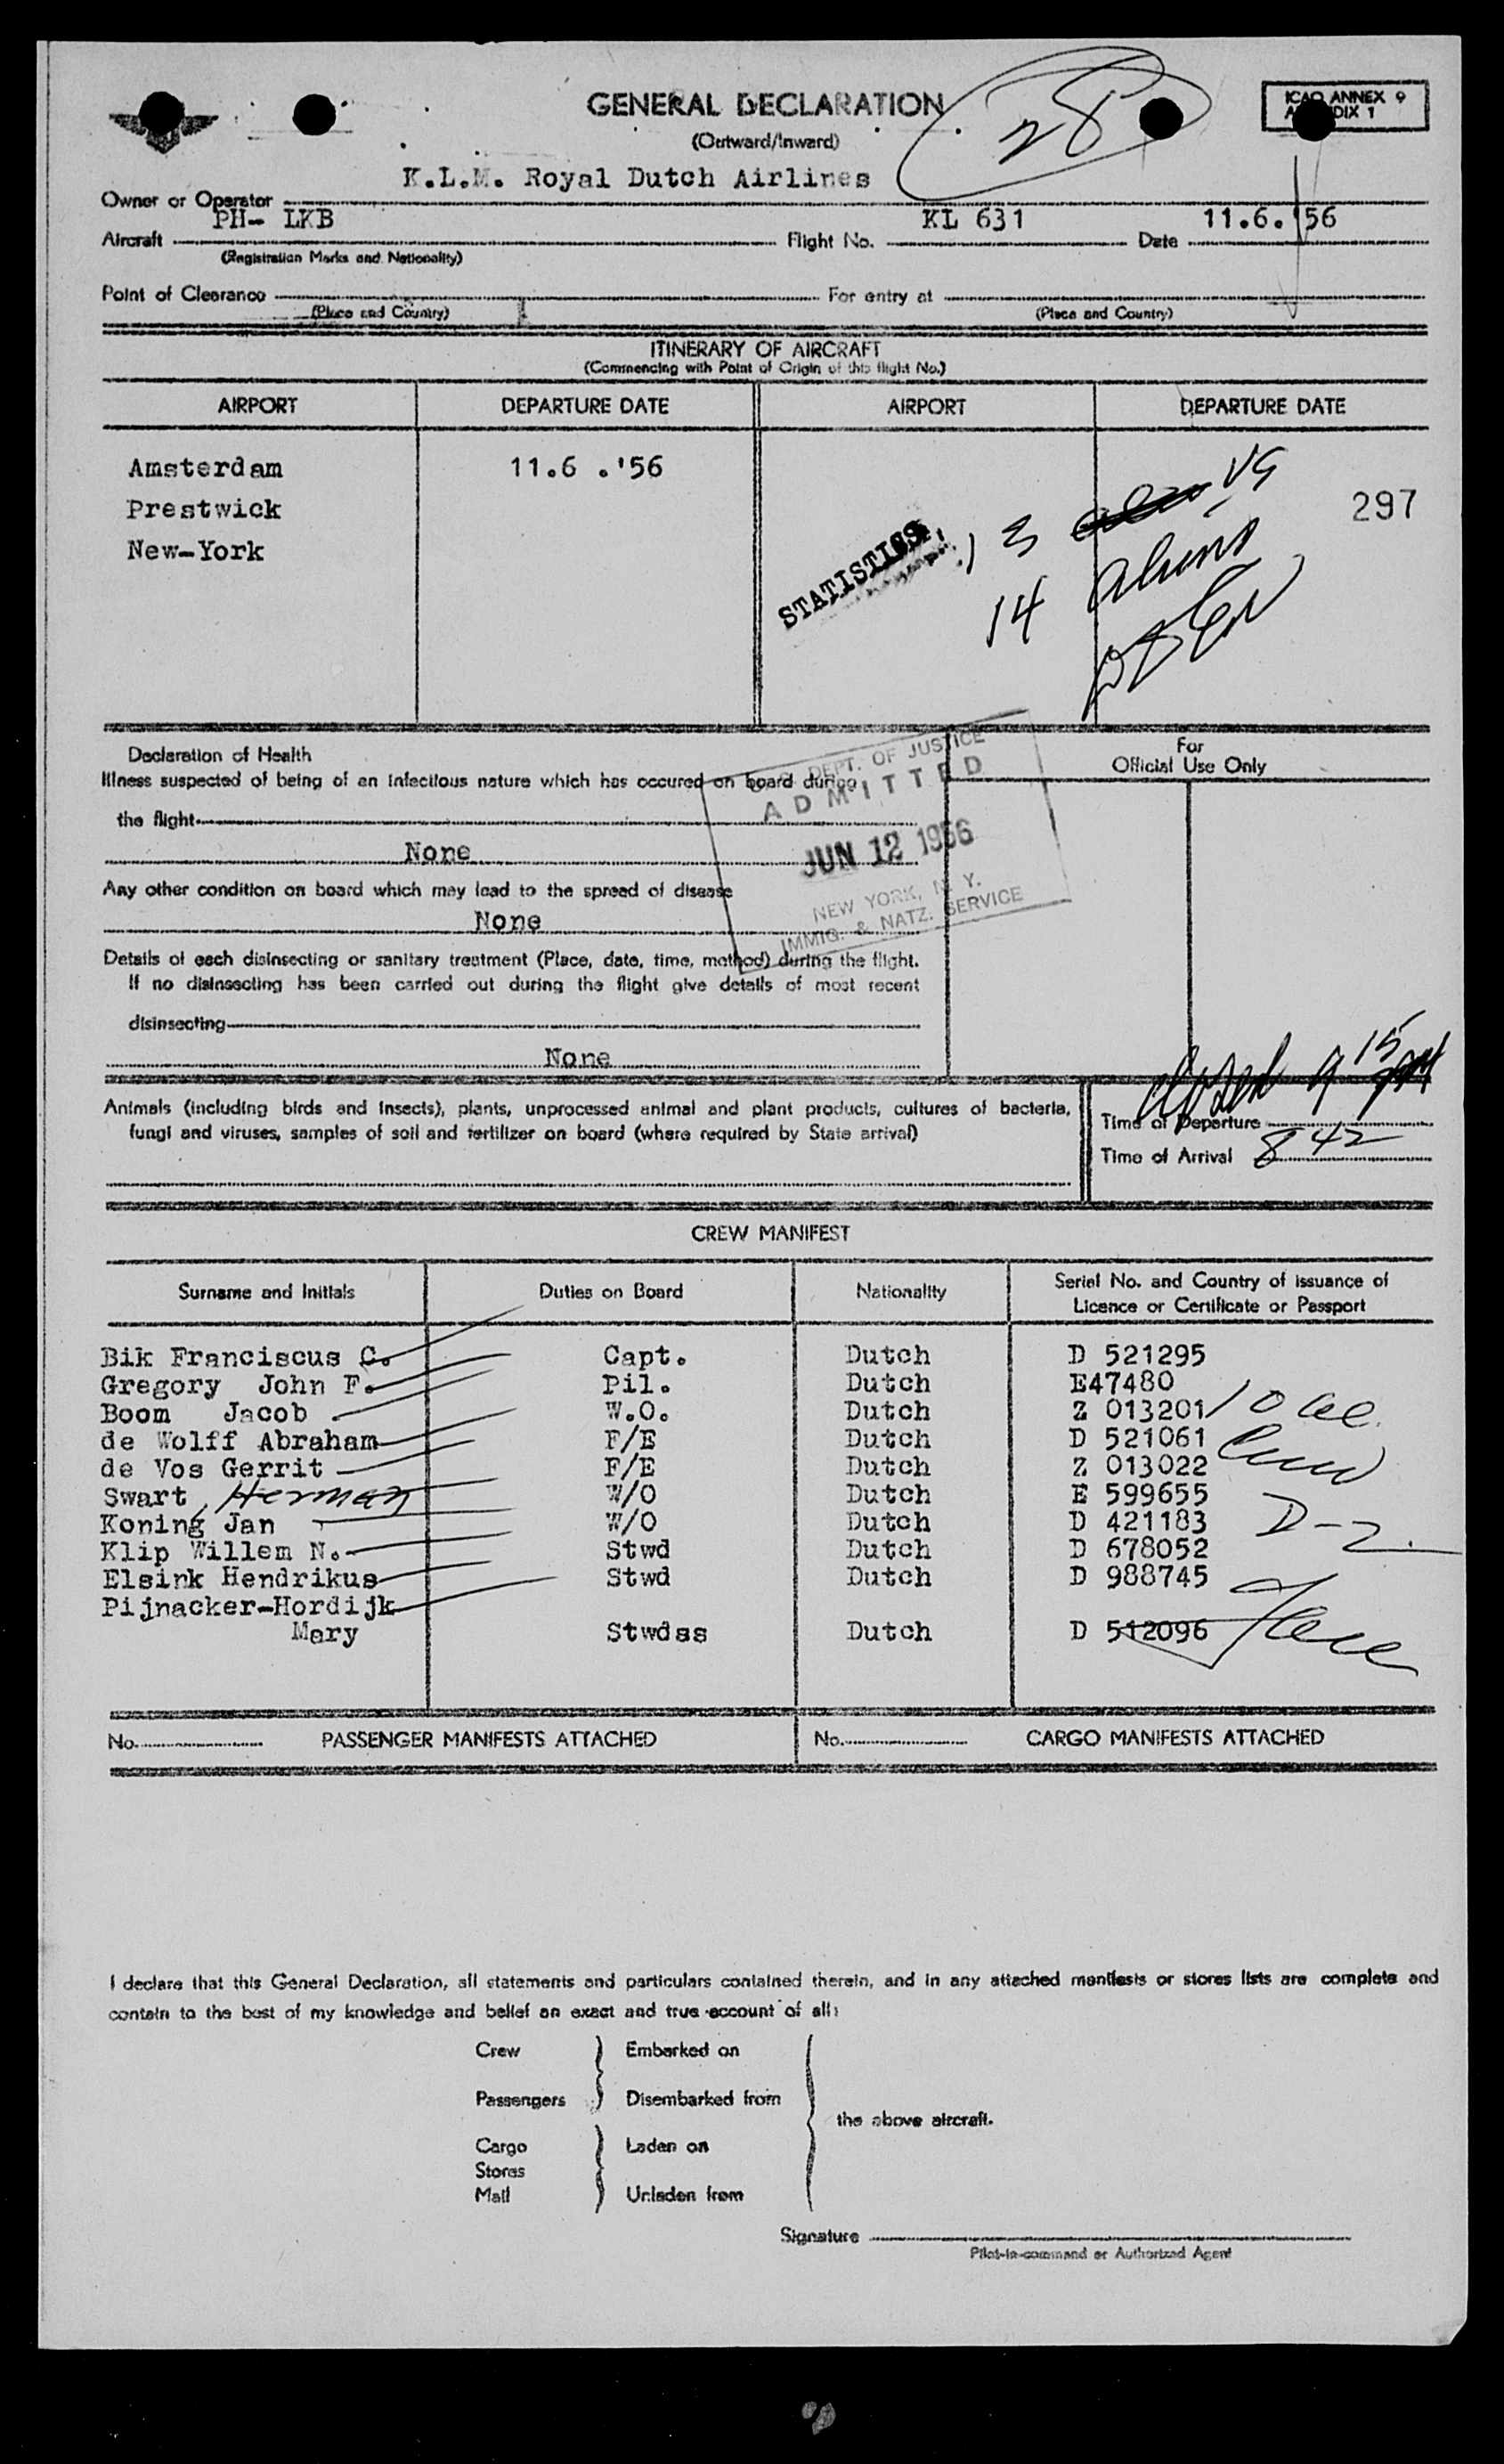 GENERAL DECLARATION
(Outward/Inward)
28
ICAO ANNEX 9
DIX 1
K.L.M. Royal Dutch Airlines
Owner or Operator
PH- LKB
KL 631
11.6.'56
Aircraft
Flight No.
Date
(Registration Marks and Nationality)
Point of Clearance
For entry at
(Place and Country)
(Place and Country)
ITINERARY OF AIRCRAFT
(Commencing with Point of Origin of this flight No.)
AIRPORT DEPARTURE DATE AIRPORT DEPARTURE DATE
Amsterdam 11.6 .'56
Prestwick
New-York
297
STATISTICS
13
14 aliens
Declaration of Health
Illness suspected of being of an infectious nature which has occured on board during
the flight
None
Any other condition on board which may lead to the spread of disease
None
Details of each disinsecting or sanitary treatment (Place, date, time, method) during the flight.
If no disinsecting has been carried out during the flight give details of most recent
disinsecting
None
For
Official Use Only
DEPT. OF JUSTICE
ADMITTED
JUN 12 1956
NEW YORK, N. Y.
IMMIG. & NATZ. SERVICE
Animals (including birds and insects), plants, unprocessed animal and plant products, cultures of bacteria,
fungi and viruses, samples of soil and fertilizer on board (where required by State arrival)
9 15
Time of Departure
Time of Arrival 8 42
CREW MANIFEST
Surname and Initials Duties on Board Nationality Serial No. and Country of issuance of
Licence or Certificate or Passport
Bik Franciscus C. Capt. Dutch D 521295
Gregory John F. Pil. Dutch E47480
Boom Jacob W.O. Dutch Z 013201
de Wolff Abraham F/E Dutch D 521061
de Vos Gerrit F/E Dutch Z 013022
Swart, Herman W/O Dutch E 599655
Koning Jan W/O Dutch D 421183
Klip Willem N. Stwd Dutch D 678052
Elsink Hendrikus Stwd Dutch D 988745
Pijnacker-Hordijk
Mary Stwdss Dutch D 512096
D-2
No. PASSENGER MANIFESTS ATTACHED
No. CARGO MANIFESTS ATTACHED
I declare that this General Declaration, all statements and particulars contained therein, and in any attached manifests or stores lists are complete and
contain to the best of my knowledge and belief an exact and true account of all:
Crew Embarked on
Passengers Disembarked from
the above aircraft.
Cargo Laden on
Stores
Mail Unladen from
Signature
Pilot-in-command or Authorized Agent